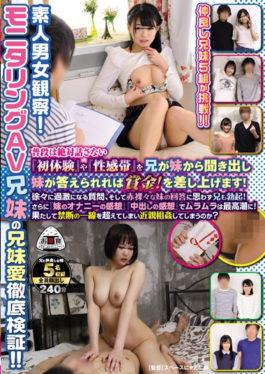 仲良し兄妹5組が挑戦!!
素人男女観察!
モニタリングAV
兄妹の兄妹愛徹底検証!!
普段は絶対話さない
「初体験」や「性感帯」を兄が妹から聞き出し
妹が答えられれば賞金!を差し上げます!
徐々に過激になる質問、そして赤裸々な妹の回答に思わず兄も勃起!
さらに「妹のオナニーの感想」「中出しの感想」でムラムラは最高潮に!
果たして禁断の一線を超えてしまい近親相姦してしまうのか?
5名
240分